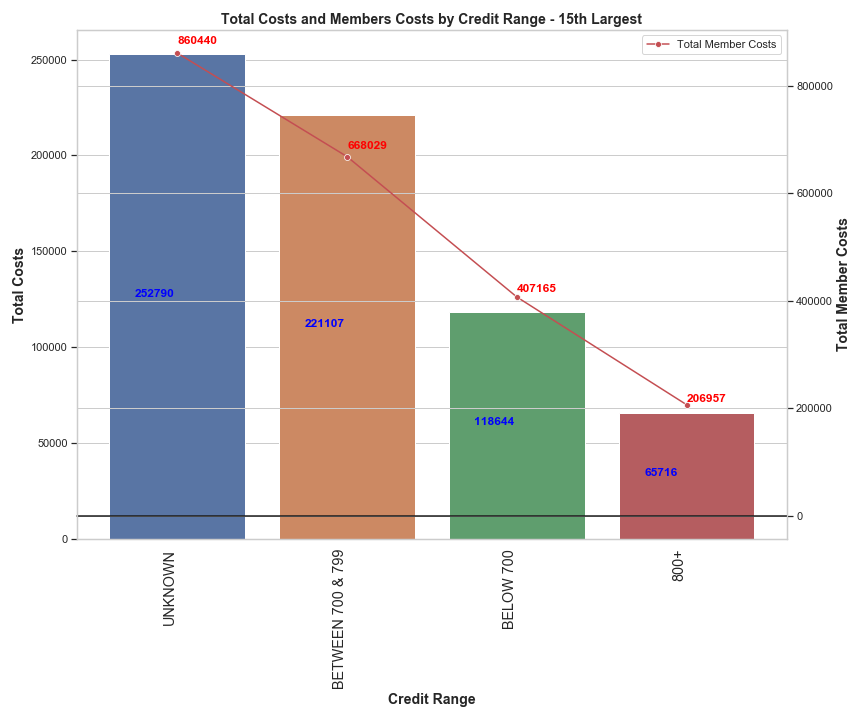 Total Costs and Members Costs by Credit Range - 15th Largest
Total Member Costs
860440
668029
407165
206957
252790
221107
118644
65716
Total Costs
250000
200000
150000
100000
50000
0
Total Member Costs
800000
600000
400000
200000
0
UNKNOWN
BETWEEN 700 & 799
BELOW 700
800+
Credit Range